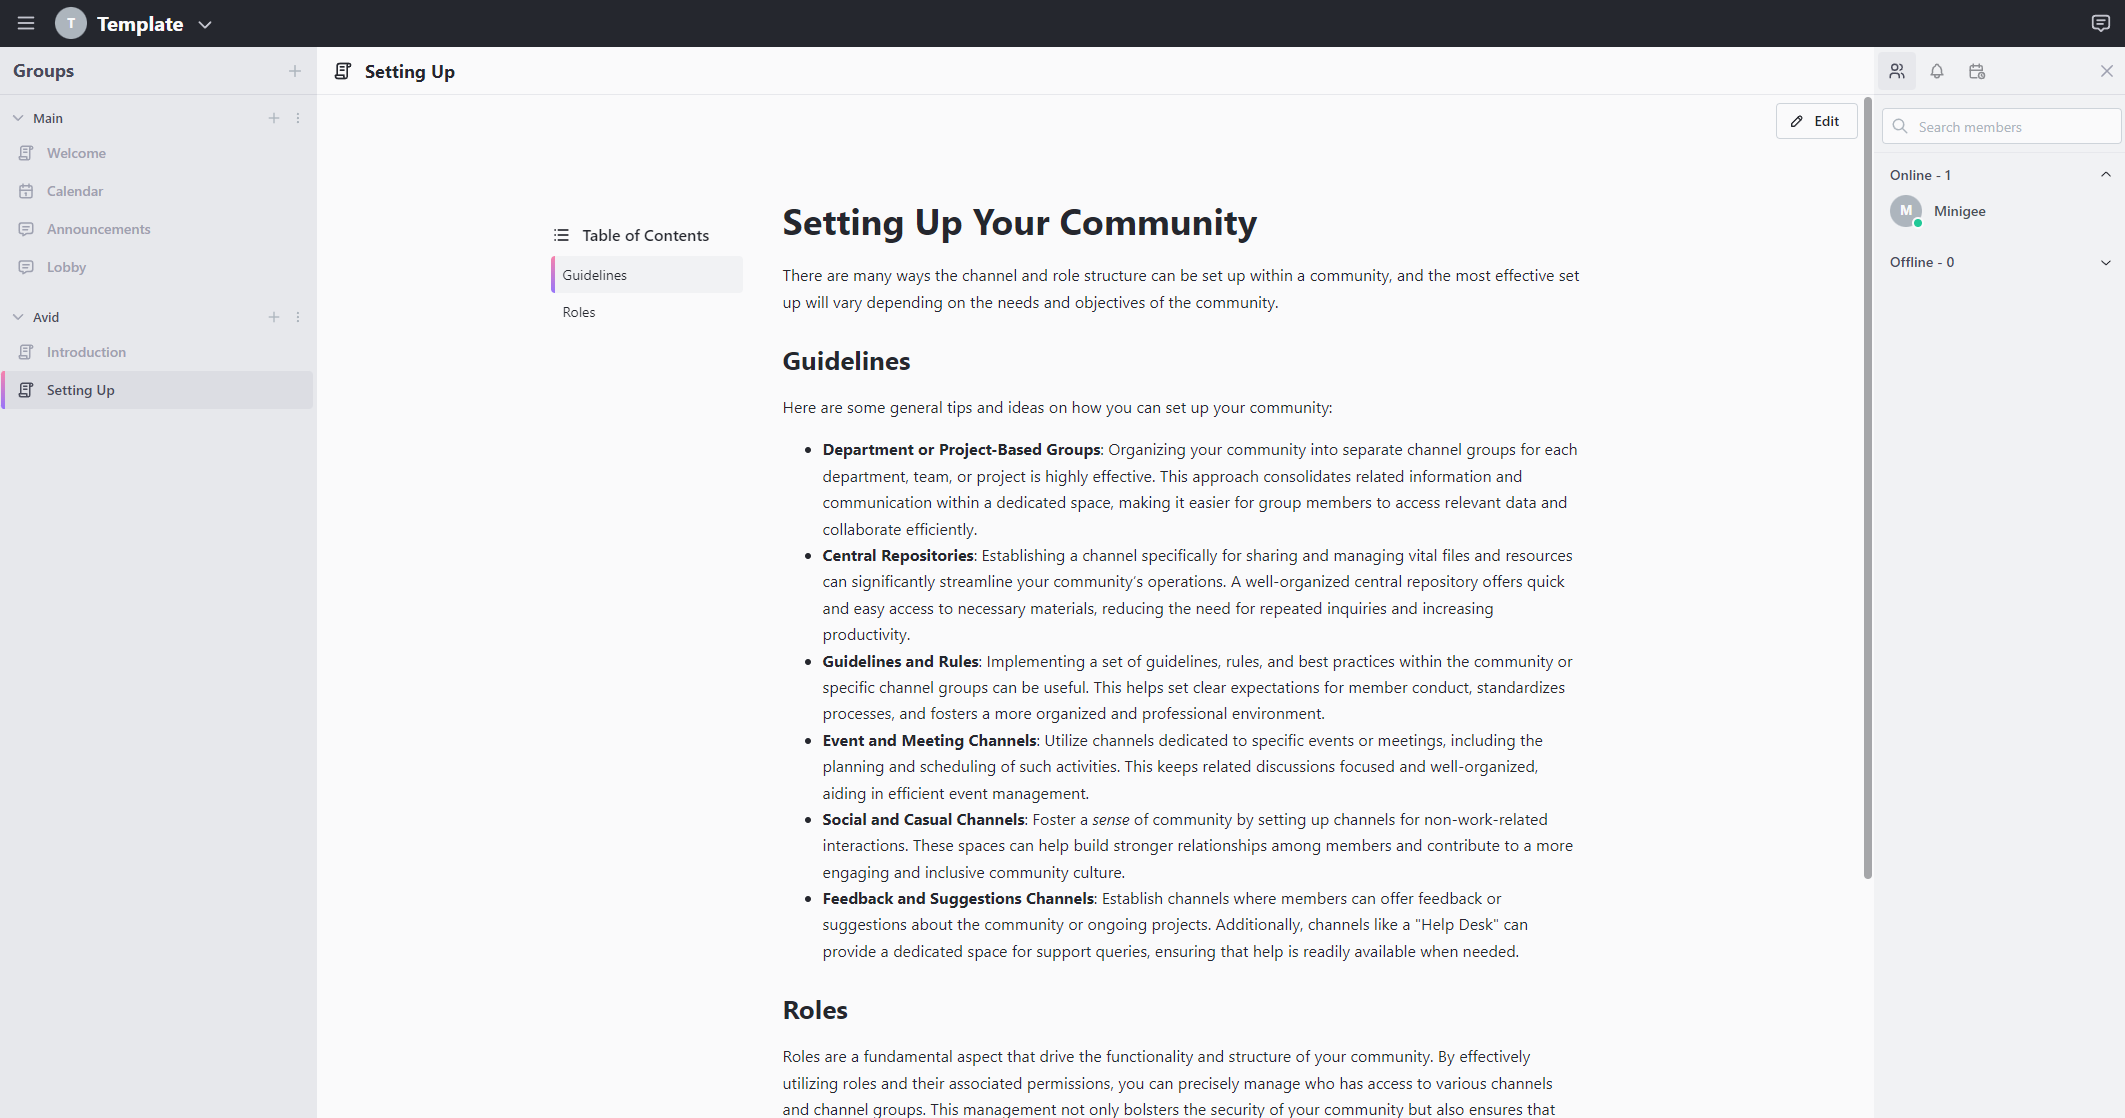 T Template
Groups
Main
Welcome
Calendar
Announcements
Lobby
Avid
Introduction
Setting Up
Setting Up
Edit
Table of Contents
Guidelines
Roles
Setting Up Your Community
There are many ways the channel and role structure can be set up within a community, and the most effective set
up will vary depending on the needs and objectives of the community.
Guidelines
Here are some general tips and ideas on how you can set up your community:
• Department or Project-Based Groups: Organizing your community into separate channel groups for each
department, team, or project is highly effective. This approach consolidates related information and
communication within a dedicated space, making it easier for group members to access relevant data and
collaborate efficiently.
• Central Repositories: Establishing a channel specifically for sharing and managing vital files and resources
can significantly streamline your community's operations. A well-organized central repository offers quick
and easy access to necessary materials, reducing the need for repeated inquiries and increasing
productivity.
• Guidelines and Rules: Implementing a set of guidelines, rules, and best practices within the community or
specific channel groups can be useful. This helps set clear expectations for member conduct, standardizes
processes, and fosters a more organized and professional environment.
• Event and Meeting Channels: Utilize channels dedicated to specific events or meetings, including the
planning and scheduling of such activities. This keeps related discussions focused and well-organized,
aiding in efficient event management.
• Social and Casual Channels: Foster a sense of community by setting up channels for non-work-related
interactions. These spaces can help build stronger relationships among members and contribute to a more
engaging and inclusive community culture.
• Feedback and Suggestions Channels: Establish channels where members can offer feedback or
suggestions about the community or ongoing projects. Additionally, channels like a "Help Desk" can
provide a dedicated space for support queries, ensuring that help is readily available when needed.
Roles
Roles are a fundamental aspect that drive the functionality and structure of your community. By effectively
utilizing roles and their associated permissions, you can precisely manage who has access to various channels
and channel groups. This management not only bolsters the security of your community but also ensures that
Search members
Online - 1
M Minigee
Offline - 0